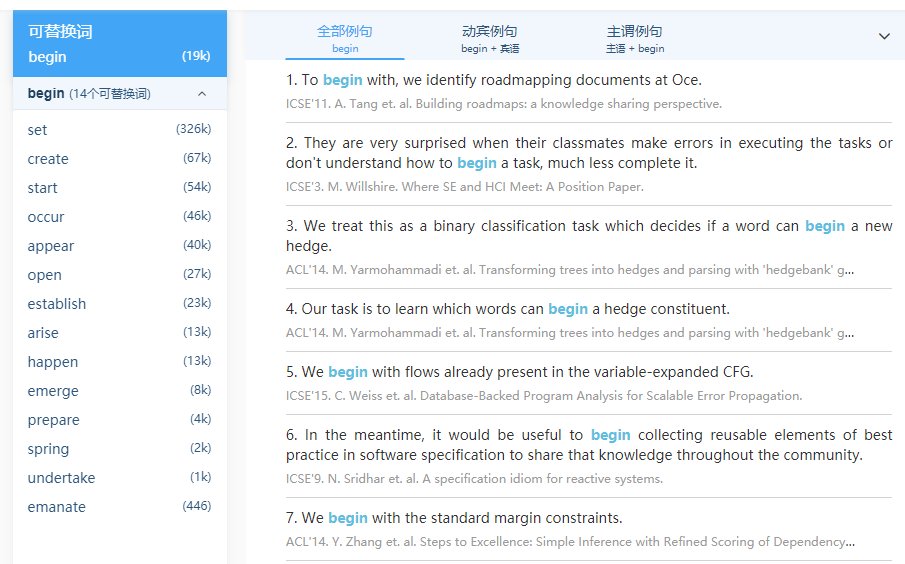 可替换词
begin (19k)
begin (14个可替换词)
set (326k)
create (67k)
start (54k)
occur (46k)
appear (40k)
open (27k)
establish (23k)
arise (13k)
happen (13k)
emerge (8k)
prepare (4k)
spring (2k)
undertake (1k)
emanate (446)
全部例句 动宾例句 主谓例句
begin begin + 宾语 主语 + begin
1. To begin with, we identify roadmapping documents at Oce.
ICSE'11. A. Tang et. al. Building roadmaps: a knowledge sharing perspective.
2. They are very surprised when their classmates make errors in executing the tasks or
don't understand how to begin a task, much less complete it.
ICSE'3. M. Willshire. Where SE and HCI Meet: A Position Paper.
3. We treat this as a binary classification task which decides if a word can begin a new
hedge.
ACL'14. M. Yarmohammadi et. al. Transforming trees into hedges and parsing with 'hedgebank' g...
4. Our task is to learn which words can begin a hedge constituent.
ACL'14. M. Yarmohammadi et. al. Transforming trees into hedges and parsing with 'hedgebank' g...
5. We begin with flows already present in the variable-expanded CFG.
ICSE'15. C. Weiss et. al. Database-Backed Program Analysis for Scalable Error Propagation.
6. In the meantime, it would be useful to begin collecting reusable elements of best
practice in software specification to share that knowledge throughout the community.
ICSE'9. N. Sridhar et. al. A specification idiom for reactive systems.
7. We begin with the standard margin constraints.
ACL'14. Y. Zhang et. al. Steps to Excellence: Simple Inference with Refined Scoring of Dependency...